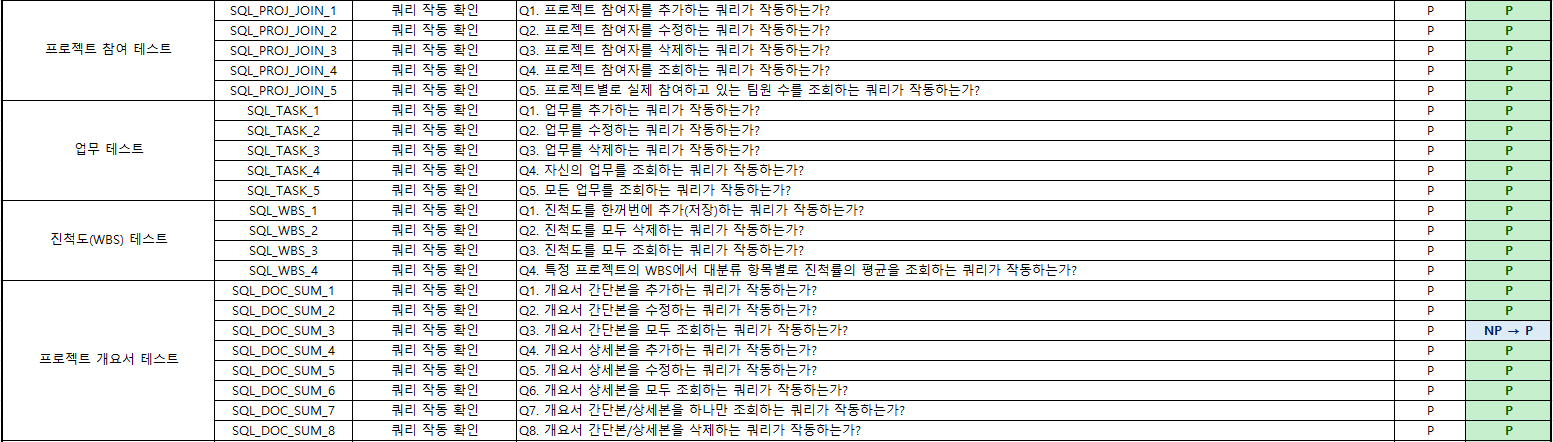 프로젝트 참여 테스트
SQL_PROJ_JOIN_1 쿼리 작동 확인 Q1. 프로젝트 참여자를 추가하는 쿼리가 작동하는가? P P
SQL_PROJ_JOIN_2 쿼리 작동 확인 Q2. 프로젝트 참여자를 수정하는 쿼리가 작동하는가? P P
SQL_PROJ_JOIN_3 쿼리 작동 확인 Q3. 프로젝트 참여자를 삭제하는 쿼리가 작동하는가? P P
SQL_PROJ_JOIN_4 쿼리 작동 확인 Q4. 프로젝트 참여자를 조회하는 쿼리가 작동하는가? P P
SQL_PROJ_JOIN_5 쿼리 작동 확인 Q5. 프로젝트별로 실제 참여하고 있는 팀원 수를 조회하는 쿼리가 작동하는가? P P
업무 테스트
SQL_TASK_1 쿼리 작동 확인 Q1. 업무를 추가하는 쿼리가 작동하는가? P P
SQL_TASK_2 쿼리 작동 확인 Q2. 업무를 수정하는 쿼리가 작동하는가? P P
SQL_TASK_3 쿼리 작동 확인 Q3. 업무를 삭제하는 쿼리가 작동하는가? P P
SQL_TASK_4 쿼리 작동 확인 Q4. 자신의 업무를 조회하는 쿼리가 작동하는가? P P
SQL_TASK_5 쿼리 작동 확인 Q5. 모든 업무를 조회하는 쿼리가 작동하는가? P P
진척도(WBS) 테스트
SQL_WBS_1 쿼리 작동 확인 Q1. 진척도를 한꺼번에 추가(저장)하는 쿼리가 작동하는가? P P
SQL_WBS_2 쿼리 작동 확인 Q2. 진척도를 모두 삭제하는 쿼리가 작동하는가? P P
SQL_WBS_3 쿼리 작동 확인 Q3. 진척도를 모두 조회하는 쿼리가 작동하는가? P P
SQL_WBS_4 쿼리 작동 확인 Q4. 특정 프로젝트의 WBS에서 대분류 항목별로 진척률의 평균을 조회하는 쿼리가 작동하는가? P P
프로젝트 개요서 테스트
SQL_DOC_SUM_1 쿼리 작동 확인 Q1. 개요서 간단본을 추가하는 쿼리가 작동하는가? P P
SQL_DOC_SUM_2 쿼리 작동 확인 Q2. 개요서 간단본을 수정하는 쿼리가 작동하는가? P P
SQL_DOC_SUM_3 쿼리 작동 확인 Q3. 개요서 간단본을 모두 조회하는 쿼리가 작동하는가? P NP → P
SQL_DOC_SUM_4 쿼리 작동 확인 Q4. 개요서 상세본을 추가하는 쿼리가 작동하는가? P P
SQL_DOC_SUM_5 쿼리 작동 확인 Q5. 개요서 상세본을 수정하는 쿼리가 작동하는가? P P
SQL_DOC_SUM_6 쿼리 작동 확인 Q6. 개요서 상세본을 모두 조회하는 쿼리가 작동하는가? P P
SQL_DOC_SUM_7 쿼리 작동 확인 Q7. 개요서 간단본/상세본을 하나만 조회하는 쿼리가 작동하는가? P P
SQL_DOC_SUM_8 쿼리 작동 확인 Q8. 개요서 간단본/상세본을 삭제하는 쿼리가 작동하는가? P P